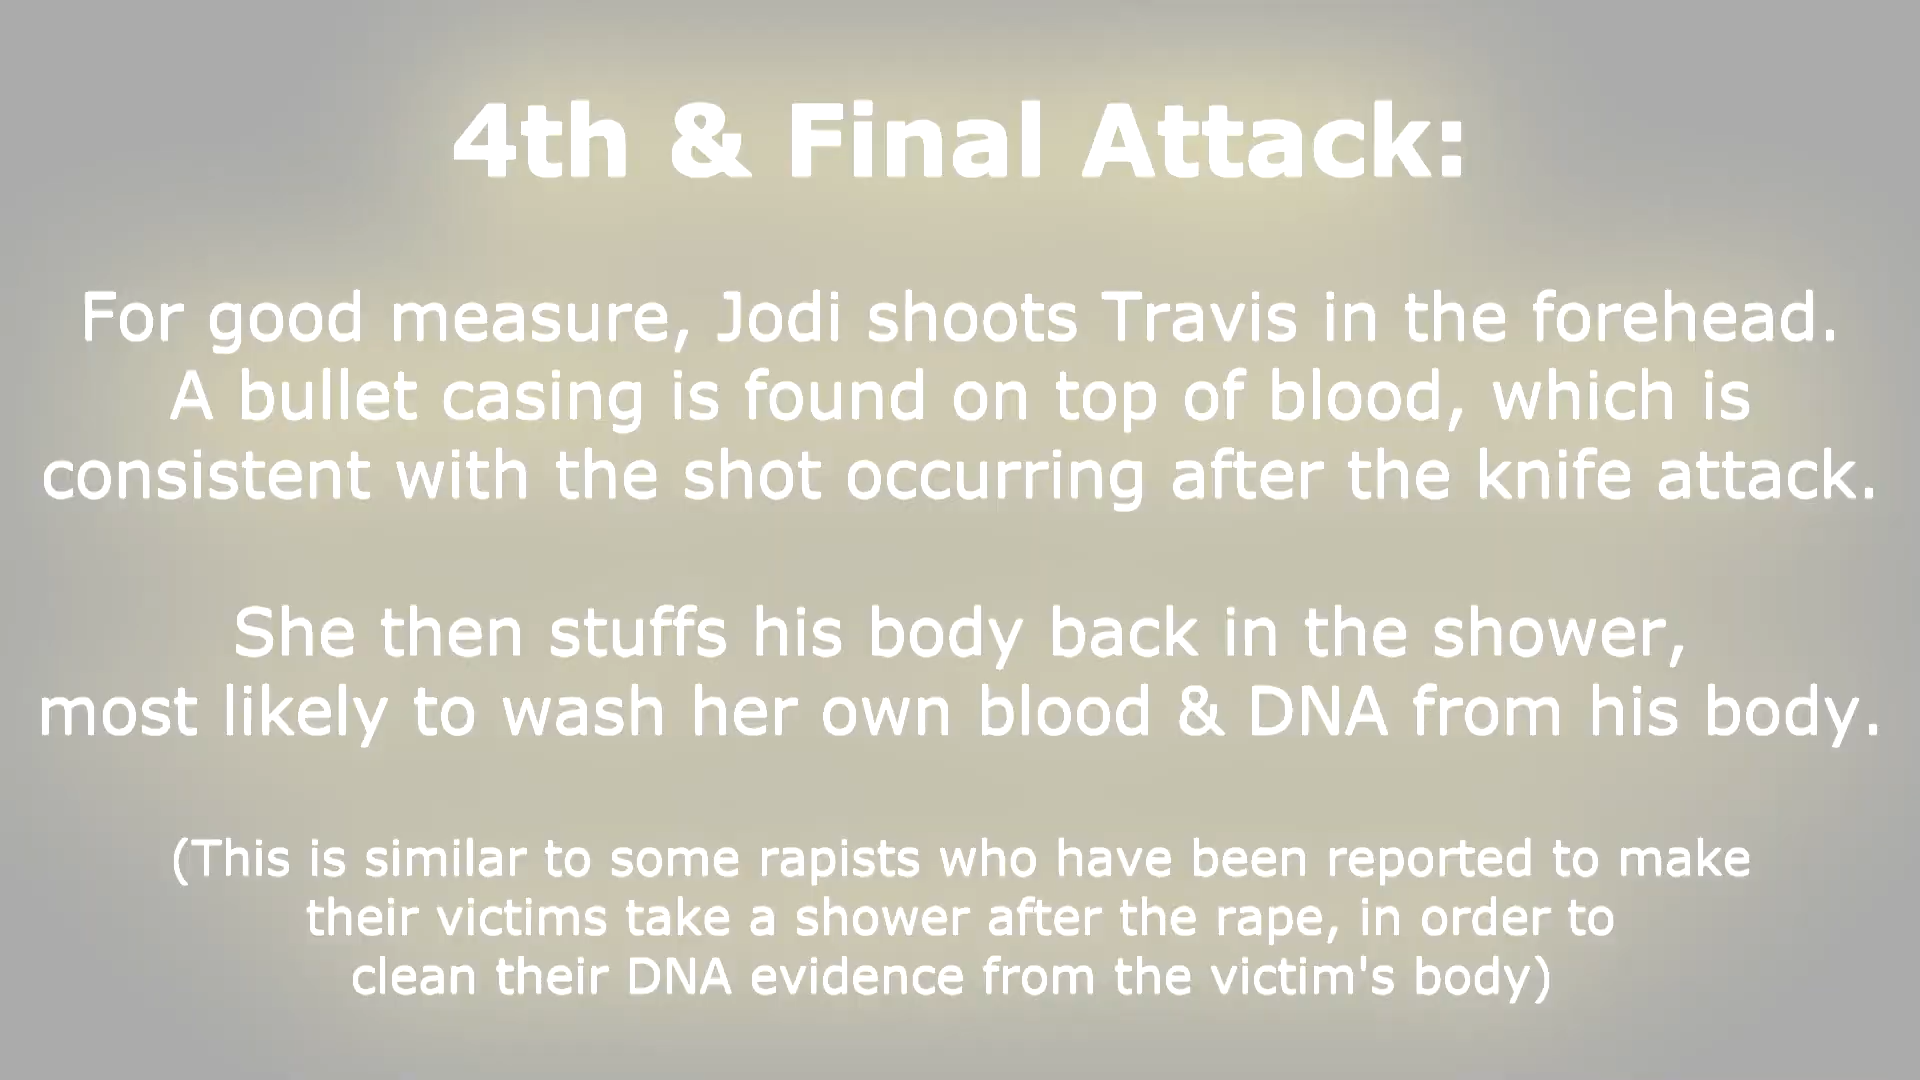 4th & Final Attack:
For good measure, Jodi shoots Travis in the forehead.
A bullet casing is found on top of blood, which is
consistent with the shot occurring after the knife attack.
She then stuffs his body back in the shower,
most likely to wash her own blood & DNA from his body.
(This is similar to some rapists who have been reported to make
their victims take a shower after the rape, in order to
clean their DNA evidence from the victim's body)